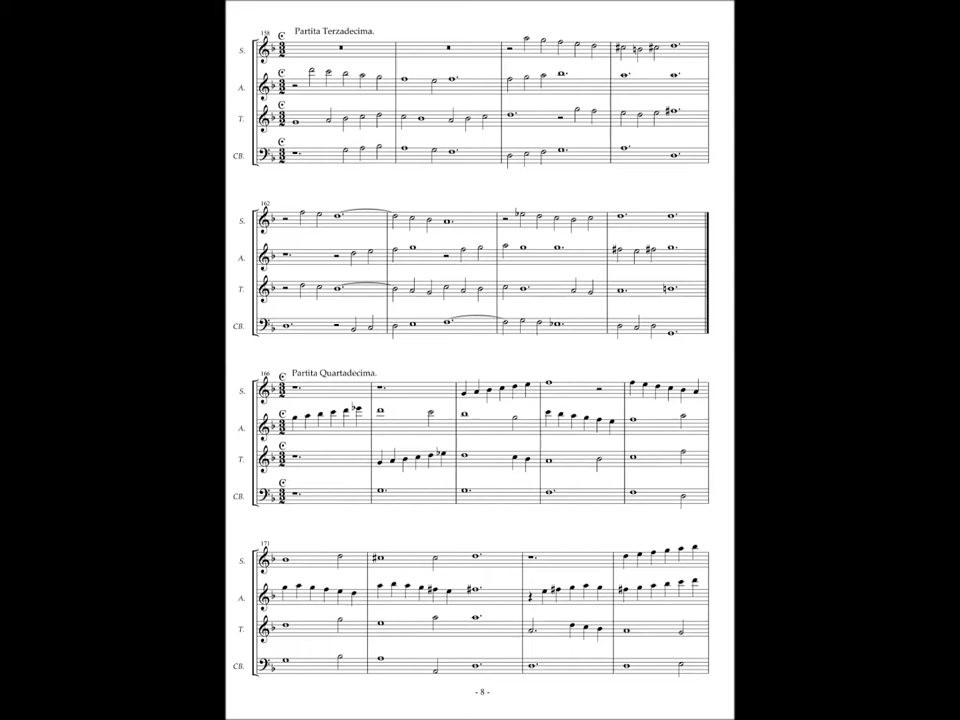 158
Partita Terzadecima.
S.
A.
T.
CB.
162
S.
A.
T.
CB.
166
Partita Quartadecima.
S.
A.
T.
CB.
171
S.
A.
T.
CB.
- 8 -